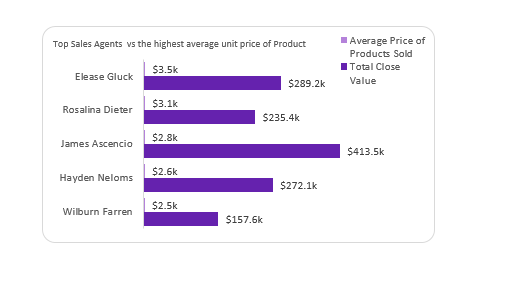 Top Sales Agents  vs the highest average unit price of Product
Average Price of
Products Sold
Total Close
Value
Elease Gluck
$3.5k
$289.2k
Rosalina Dieter
$3.1k
$235.4k
James Ascencio
$2.8k
$413.5k
Hayden Neloms
$2.6k
$272.1k
Wilburn Farren
$2.5k
$157.6k